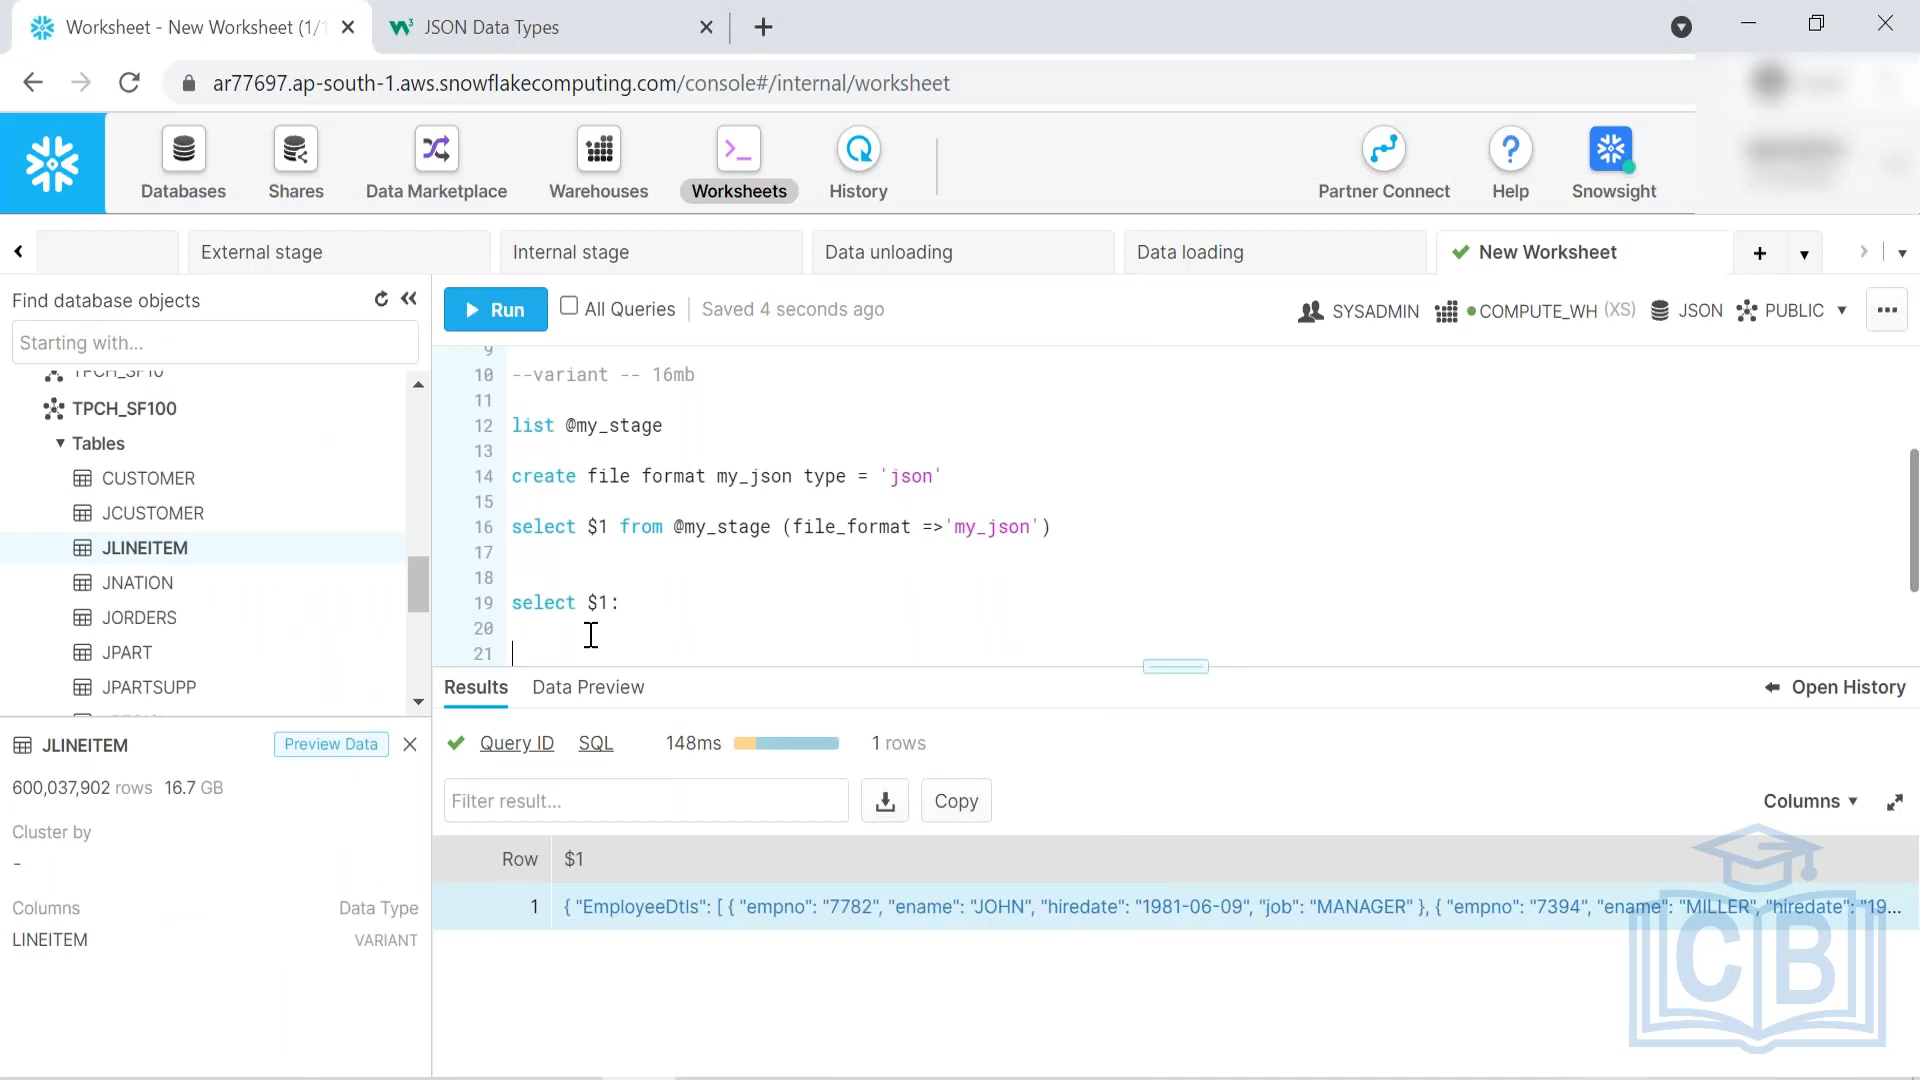 Worksheet - New Worksheet (1/1
JSON Data Types
ar77697.ap-south-1.aws.snowflakecomputing.com/console#/internal/worksheet
Databases
Shares
Data Marketplace
Warehouses
Worksheets
History
Partner Connect
Help
Snowsight
External stage
Internal stage
Data unloading
Data loading
New Worksheet
Find database objects
Starting with...
Run
All Queries
Saved 4 seconds ago
SYSADMIN
COMPUTE_WH (XS)
JSON
PUBLIC
TPCH_SF10
TPCH_SF100
Tables
CUSTOMER
JCUSTOMER
JLINEITEM
JNATION
JORDERS
JPART
JPARTSUPP
9
10 --variant -- 16mb
11
12 list @my_stage
13
14 create file format my_json type = 'json'
15
16 select $1 from @my_stage (file_format =>'my_json')
17
18
19 select $1:
20
21
JLINEITEM
Preview Data
600,037,902 rows 16.7 GB
Cluster by
-
Columns Data Type
LINEITEM VARIANT
Results
Data Preview
Open History
Query ID SQL 148ms 1 rows
Filter result...
Copy
Columns
Row $1
1 { "EmployeeDtls": [ { "empno": "7782", "ename": "JOHN", "hiredate": "1981-06-09", "job": "MANAGER" }, { "empno": "7394", "ename": "MILLER", "hiredate": "19...
CB